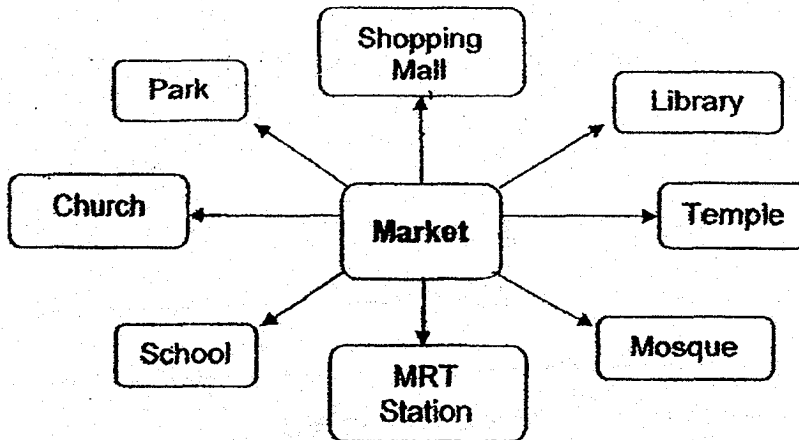 Shopping
Mall
Park
Library
Church
Market
Temple
School
MRT
Station
Mosque